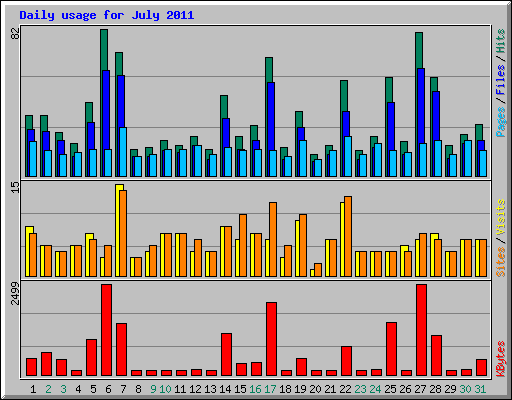 Daily usage for July 2011
82
Pages / Files / Hits
15
Sites / Visits
2499
KBytes
1 2 3 4 5 6 7 8 9 10 11 12 13 14 15 16 17 18 19 20 21 22 23 24 25 26 27 28 29 30 31